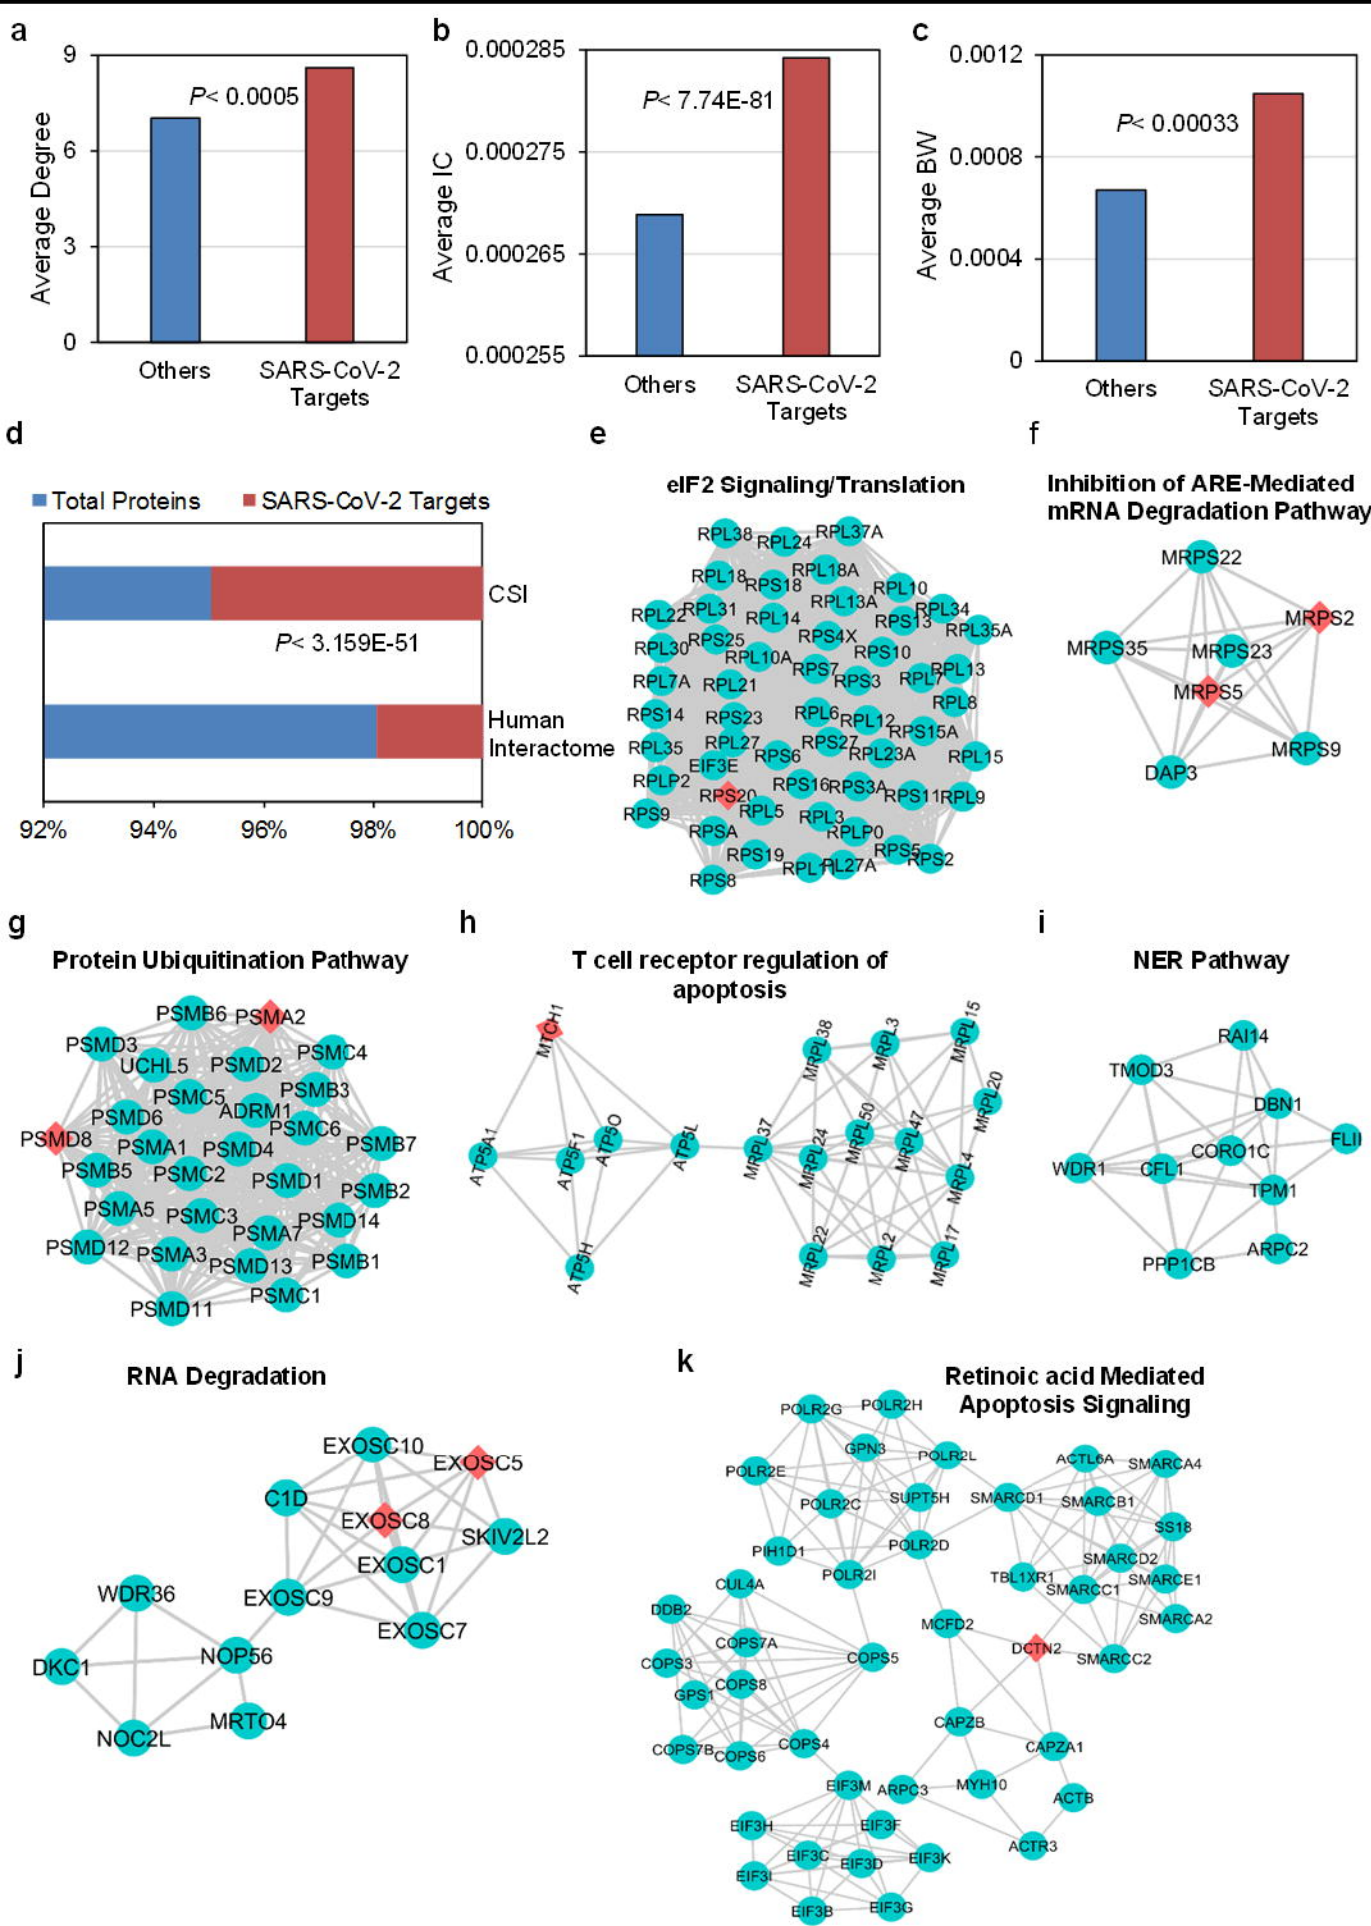 a
9
6
3
0
Average Degree
P< 0.0005
Others
SARS-CoV-2
Targets
b
0.000285
0.000275
0.000265
0.000255
Average IC
P< 7.74E-81
Others
SARS-CoV-2
Targets
c
0.0012
0.0008
0.0004
0
Average BW
P< 0.00033
Others
SARS-CoV-2
Targets
d
Total Proteins
SARS-CoV-2 Targets
CSI
P< 3.159E-51
Human
Interactome
92%
94%
96%
98%
100%
e
eIF2 Signaling/Translation
RPL38
RPL24
RPL37A
RPL18
RPS18
RPL18A
RPL10
RPL22
RPL31
RPL14
RPL13A
RPS13
RPL34
RPL35A
RPL30
RPS25
RPL10A
RPS4X
RPS10
RPL7A
RPL21
RPS7
RPS3
RPL7
RPL13
RPL8
RPS14
RPS23
RPL6
RPL12
RPS15A
RPL35
RPL27
RPS6
RPS27
RPL23A
RPL15
EIF3E
RPLP2
RPS20
RPS16
RPS3A
RPS11
RPL9
RPS9
RPL5
RPL3
RPSA
RPLP0
RPS19
RPL11
RPL27A
RPS5
RPS2
RPS8
f
Inhibition of ARE-Mediated
mRNA Degradation Pathway
MRPS22
MRPS2
MRPS35
MRPS23
MRPS5
MRPS9
DAP3
g
Protein Ubiquitination Pathway
PSMB6
PSMA2
PSMD3
UCHL5
PSMD2
PSMC4
PSMC5
PSMB3
PSMD6
ADRM1
PSMC6
PSMD8
PSMA1
PSMD4
PSMB7
PSMB5
PSMC2
PSMD1
PSMB2
PSMA5
PSMC3
PSMA7
PSMD14
PSMD12
PSMA3
PSMD13
PSMB1
PSMD11
PSMC1
h
T cell receptor regulation of
apoptosis
MTCH1
ATP5A1
ATP5F1
ATP5O
ATP5L
ATP5H
MRPL38
MRPL3
MRPL15
MRPL20
MRPL37
MRPL24
MRPL50
MRPL47
MRPL4
MRPL22
MRPL2
MRPL17
i
NER Pathway
RAI14
TMOD3
DBN1
FLII
CORO1C
WDR1
CFL1
TPM1
ARPC2
PPP1CB
j
RNA Degradation
EXOSC10
EXOSC5
C1D
EXOSC8
SKIV2L2
EXOSC1
WDR36
EXOSC9
EXOSC7
DKC1
NOP56
MRTO4
NOC2L
k
Retinoic acid Mediated
Apoptosis Signaling
POLR2G
POLR2H
GPN3
POLR2L
POLR2E
POLR2C
SUPT5H
PIH1D1
POLR2D
POLR2I
ACTL6A
SMARCA4
SMARCD1
SMARCB1
SS18
SMARCD2
TBL1XR1
SMARCC1
SMARCE1
SMARCA2
SMARCC2
CUL4A
DDB2
COPS7A
COPS3
COPS8
GPS1
COPS5
COPS7B
COPS6
COPS4
MCFD2
DCTN2
CAPZB
CAPZA1
EIF3M
ARPC3
MYH10
ACTB
ACTR3
EIF3H
EIF3F
EIF3C
EIF3D
EIF3K
EIF3I
EIF3B
EIF3G